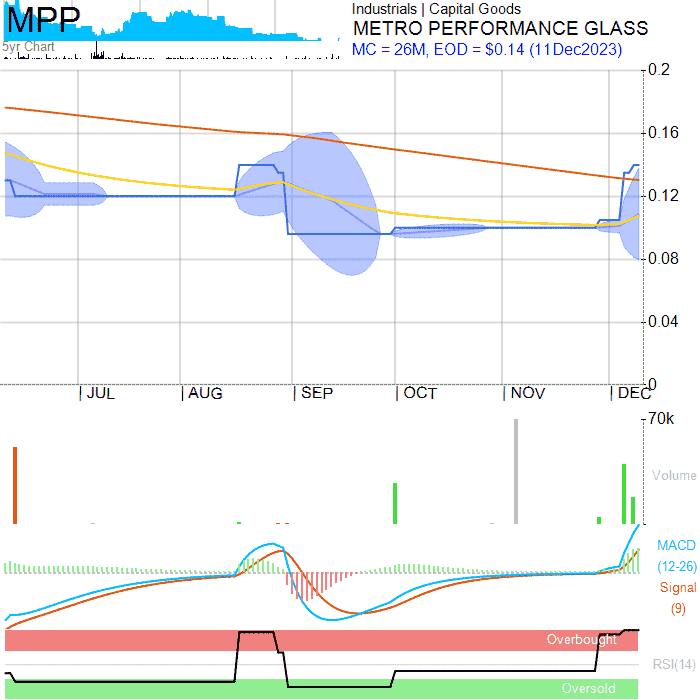 MPP
5yr Chart
Industrials | Capital Goods
METRO PERFORMANCE GLASS
MC = 26M, EOD = $0.14 (11Dec2023)
0.2
0.16
0.12
0.08
0.04
0
JUL AUG SEP OCT NOV DEC
70k
Volume
MACD
(12-26)
Signal
(9)
Overbought
RSI(14)
Oversold